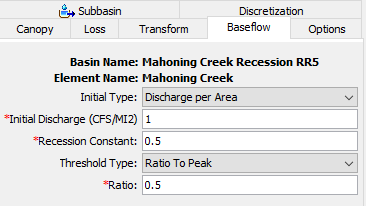 Subbasin Discretization
Canopy Loss Transform Baseflow Options
Basin Name: Mahoning Creek Recession RR5
Element Name: Mahoning Creek
Initial Type: Discharge per Area
*Initial Discharge (CFS/MI2) 1
*Recession Constant: 0.5
Threshold Type: Ratio To Peak
*Ratio: 0.5